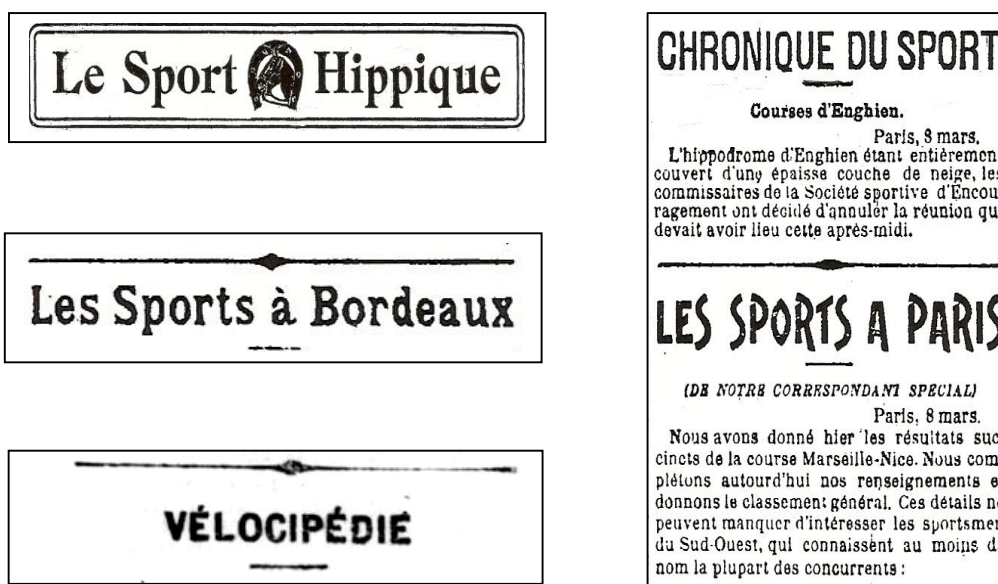 Le Sport Hippique
Les Sports à Bordeaux
VÉLOCIPÉDIE
CHRONIQUE DU SPORT
Courses d'Enghien.
Paris, 8 mars.
L'hippodrome d'Enghien étant entièremen
couvert d'une épaisse couche de neige, les
commissaires de la Société sportive d'Encou
ragement ont décidé d'annuler la réunion qu
devait avoir lieu cette après-midi.
LES SPORTS A PARIS
(DE NOTRE CORRESPONDANT SPECIAL)
Paris, 8 mars.
Nous avons donné hier les résultats suc
cincts de la course Marseille-Nice. Nous com
plétons autourd'hui nos renseignements e
donnons le classement général. Ces détails ne
peuvent manquer d'intéresser les sportsmen
du Sud-Ouest, qui connaissent au moins d
nom la plupart des concurrents :